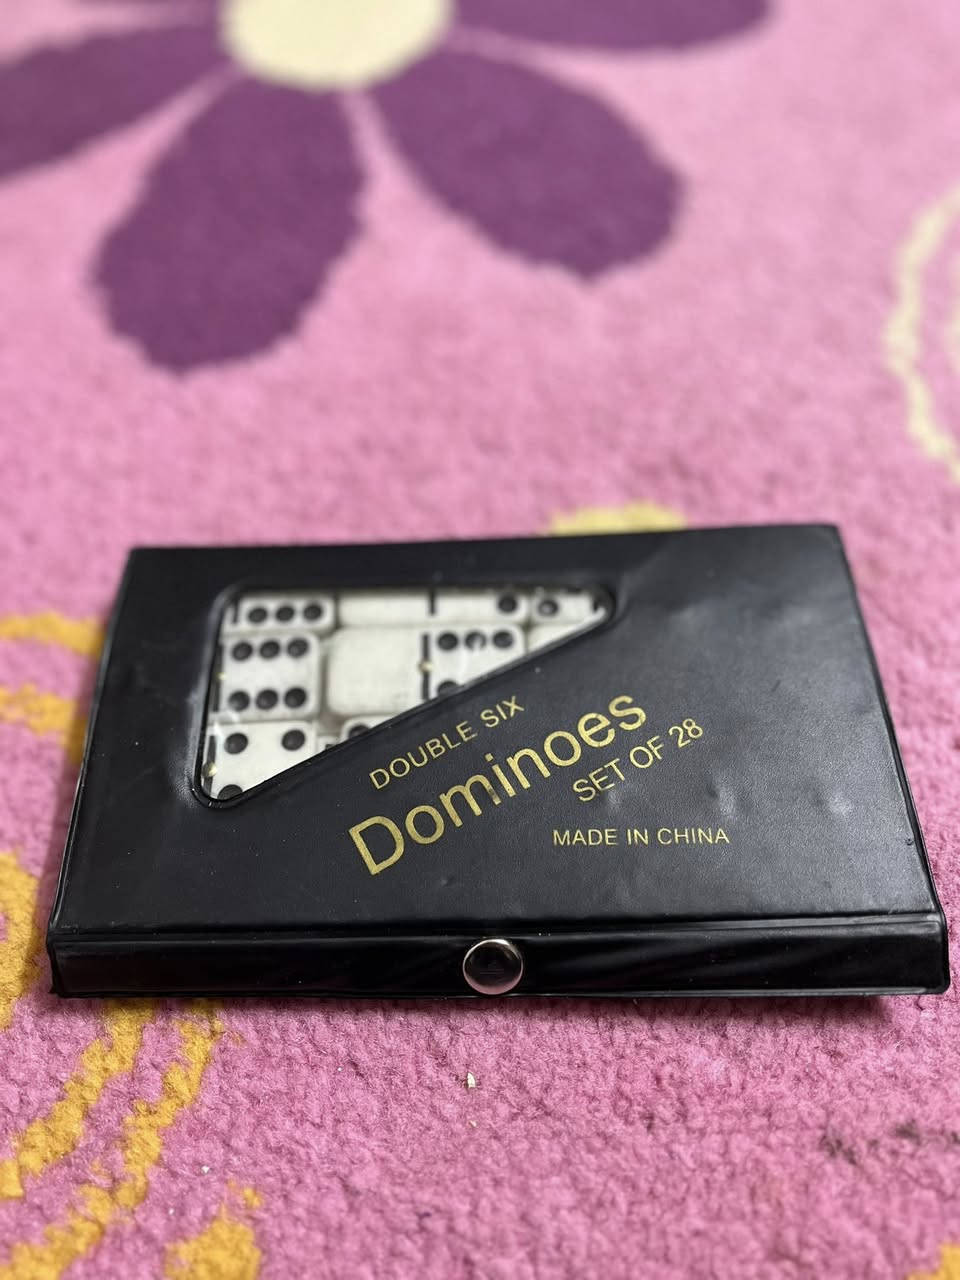 DOUBLE SIX
Dominoes
SET OF 28
MADE IN CHINA